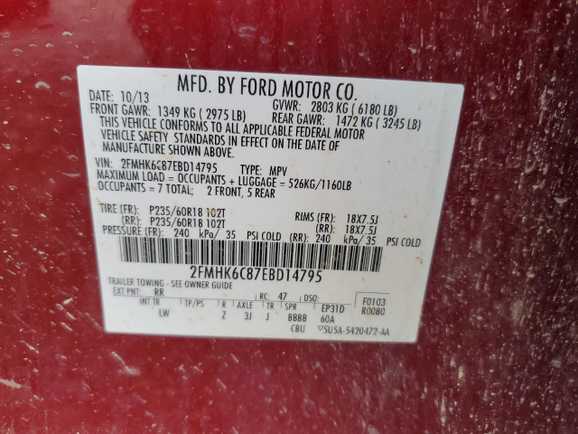 MFD. BY FORD MOTOR CO.
10/13
GVWR: 2803 KG ( 6180 LB)
FRONT GAWR: 1349 KG ( 2975 LB) REAR GAWR: 1472 KG ( 3245 LB)
THIS VEHICLE CONFORMS TO ALL APPLICABLE FEDERAL MOTOR
VEHICLE SAFETY STANDARDS IN EFFECT ON THE DATE OF
MANUFACTURE SHOWN ABOVE.
VIN: 2FMHK6C87EBD14795 TYPE: MPV
MAXIMUM LOAD = OCCUPANTS + LUGGAGE = 526KG/1160LB
OCCUPANTS = 7 TOTAL; 2 FRONT, 5 REAR
TIRE (FR): P235/60R18 102T RIMS (FR): 18X7.5J
(RR): P235/60R18 102T (RR): 18X7.5J
PRESSURE (FR): 240 kPa/ 35 PSI COLD (RR): 240 kPa/ 35 PSI COLD
2FMHK6C87EBD14795
TRAILER TOWING - SEE OWNER GUIDE
EXT PNT: RR RC: 47 DSO: F0103
INT TR TP/PS R AXLE TR SPR EP31D R0080
LW Z 3J J BBBB 60A
CBU 5U5A-5420472-AA